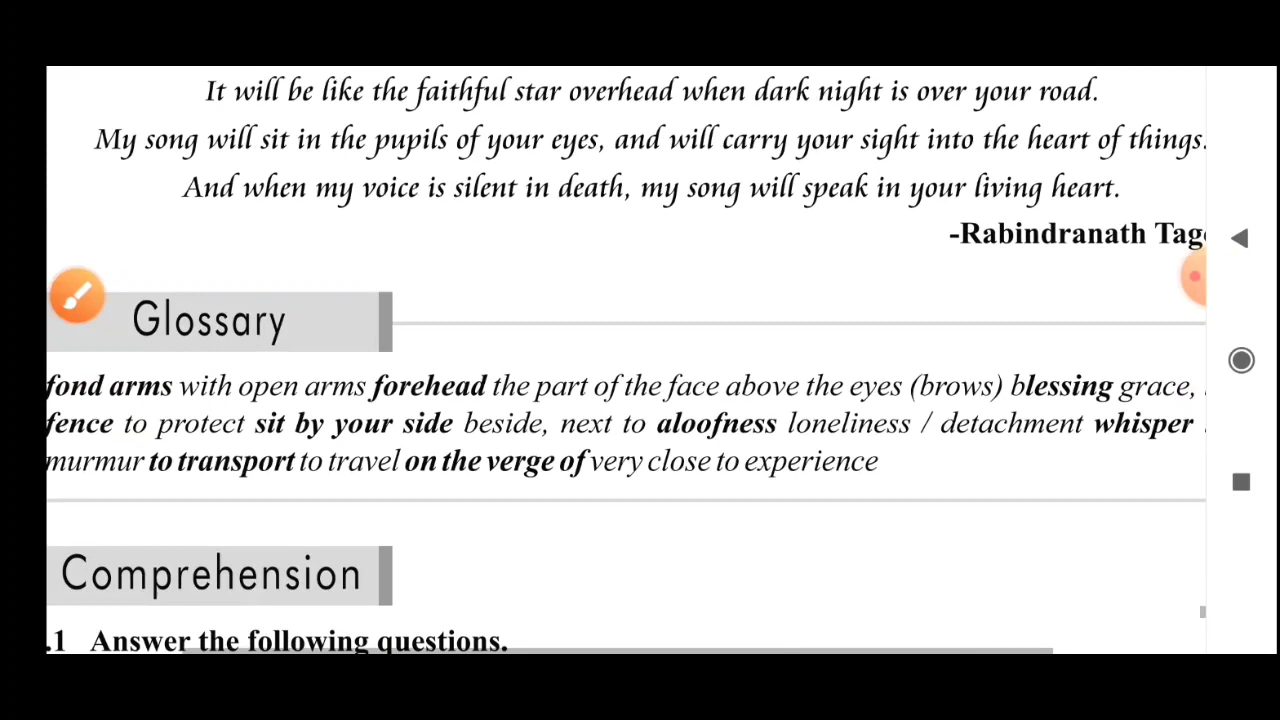 It will be like the faithful star overhead when dark night is over your road.
My song will sit in the pupils of your eyes, and will carry your sight into the heart of things.
And when my voice is silent in death, my song will speak in your living heart.
-Rabindranath Tag
Glossary
fond arms with open arms forehead the part of the face above the eyes (brows) blessing grace,
fence to protect sit by your side beside, next to aloofness loneliness / detachment whisper
murmur to transport to travel on the verge of very close to experience
Comprehension
.1 Answer the following questions.